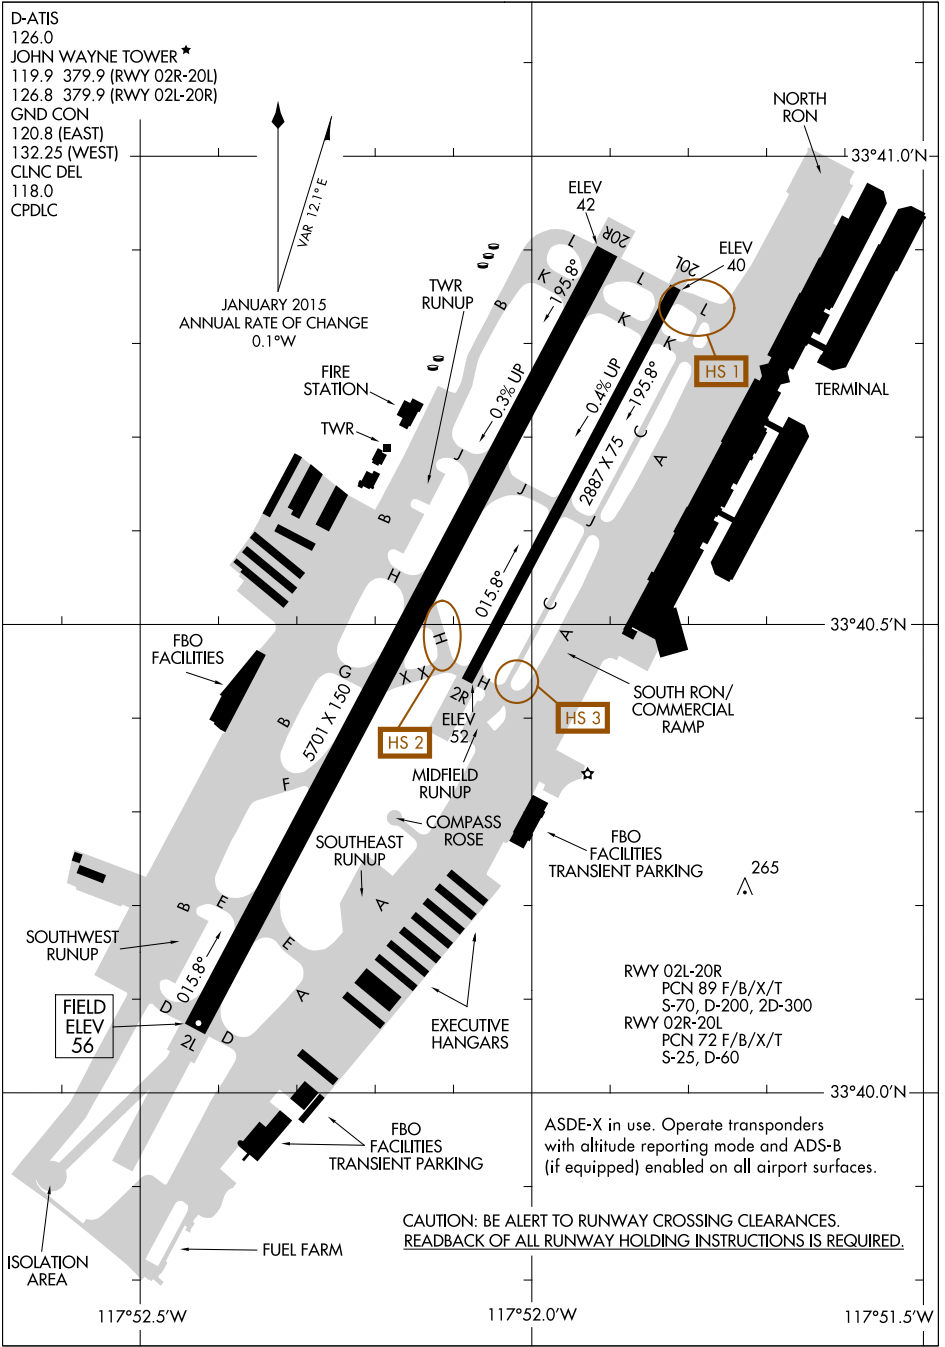 D-ATIS
126.0
JOHN WAYNE TOWER★
119.9 379.9 (RWY 02R-20L)
126.8 379.9 (RWY 02L-20R)
GND CON
120.8 (EAST)
132.25 (WEST)
CLNC DEL
118.0
CPDLC
VAR 12.1° E
JANUARY 2015
ANNUAL RATE OF CHANGE
0.1°W
NORTH
RON
33°41.0'N
ELEV
42
20R
ELEV
40
20L
L
L
L
K
K
K
B
195.8°
TWR
RUNUP
HS 1
FIRE
STATION
0.3% UP
0.4% UP
195.8°
TERMINAL
TWR
C
A
J
J
J
2887 X 75
B
H
015.8°
C
A
33°40.5'N
FBO
FACILITIES
H
G
X
X
H
2R
SOUTH RON/
COMMERCIAL
RAMP
B
5701 X 150
HS 2
ELEV
52
HS 3
F
MIDFIELD
RUNUP
COMPASS
ROSE
SOUTHEAST
RUNUP
FBO
FACILITIES
TRANSIENT PARKING
265
B
E
A
SOUTHWEST
RUNUP
E
015.8°
A
RWY 02L-20R
PCN 89 F/B/X/T
S-70, D-200, 2D-300
RWY 02R-20L
PCN 72 F/B/X/T
S-25, D-60
FIELD
ELEV
56
D
D
2L
EXECUTIVE
HANGARS
33°40.0'N
FBO
FACILITIES
TRANSIENT PARKING
ASDE-X in use. Operate transponders
with altitude reporting mode and ADS-B
(if equipped) enabled on all airport surfaces.
CAUTION: BE ALERT TO RUNWAY CROSSING CLEARANCES.
READBACK OF ALL RUNWAY HOLDING INSTRUCTIONS IS REQUIRED.
FUEL FARM
ISOLATION
AREA
117°52.5'W
117°52.0'W
117°51.5'W